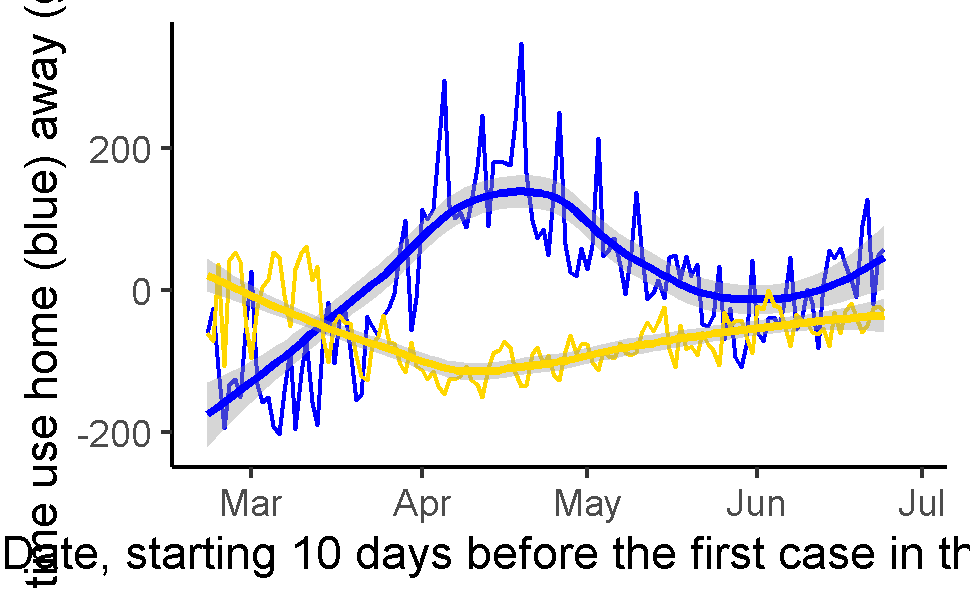 time use home (blue) away (
200
0
-200
Mar Apr May Jun Jul
Date, starting 10 days before the first case in th